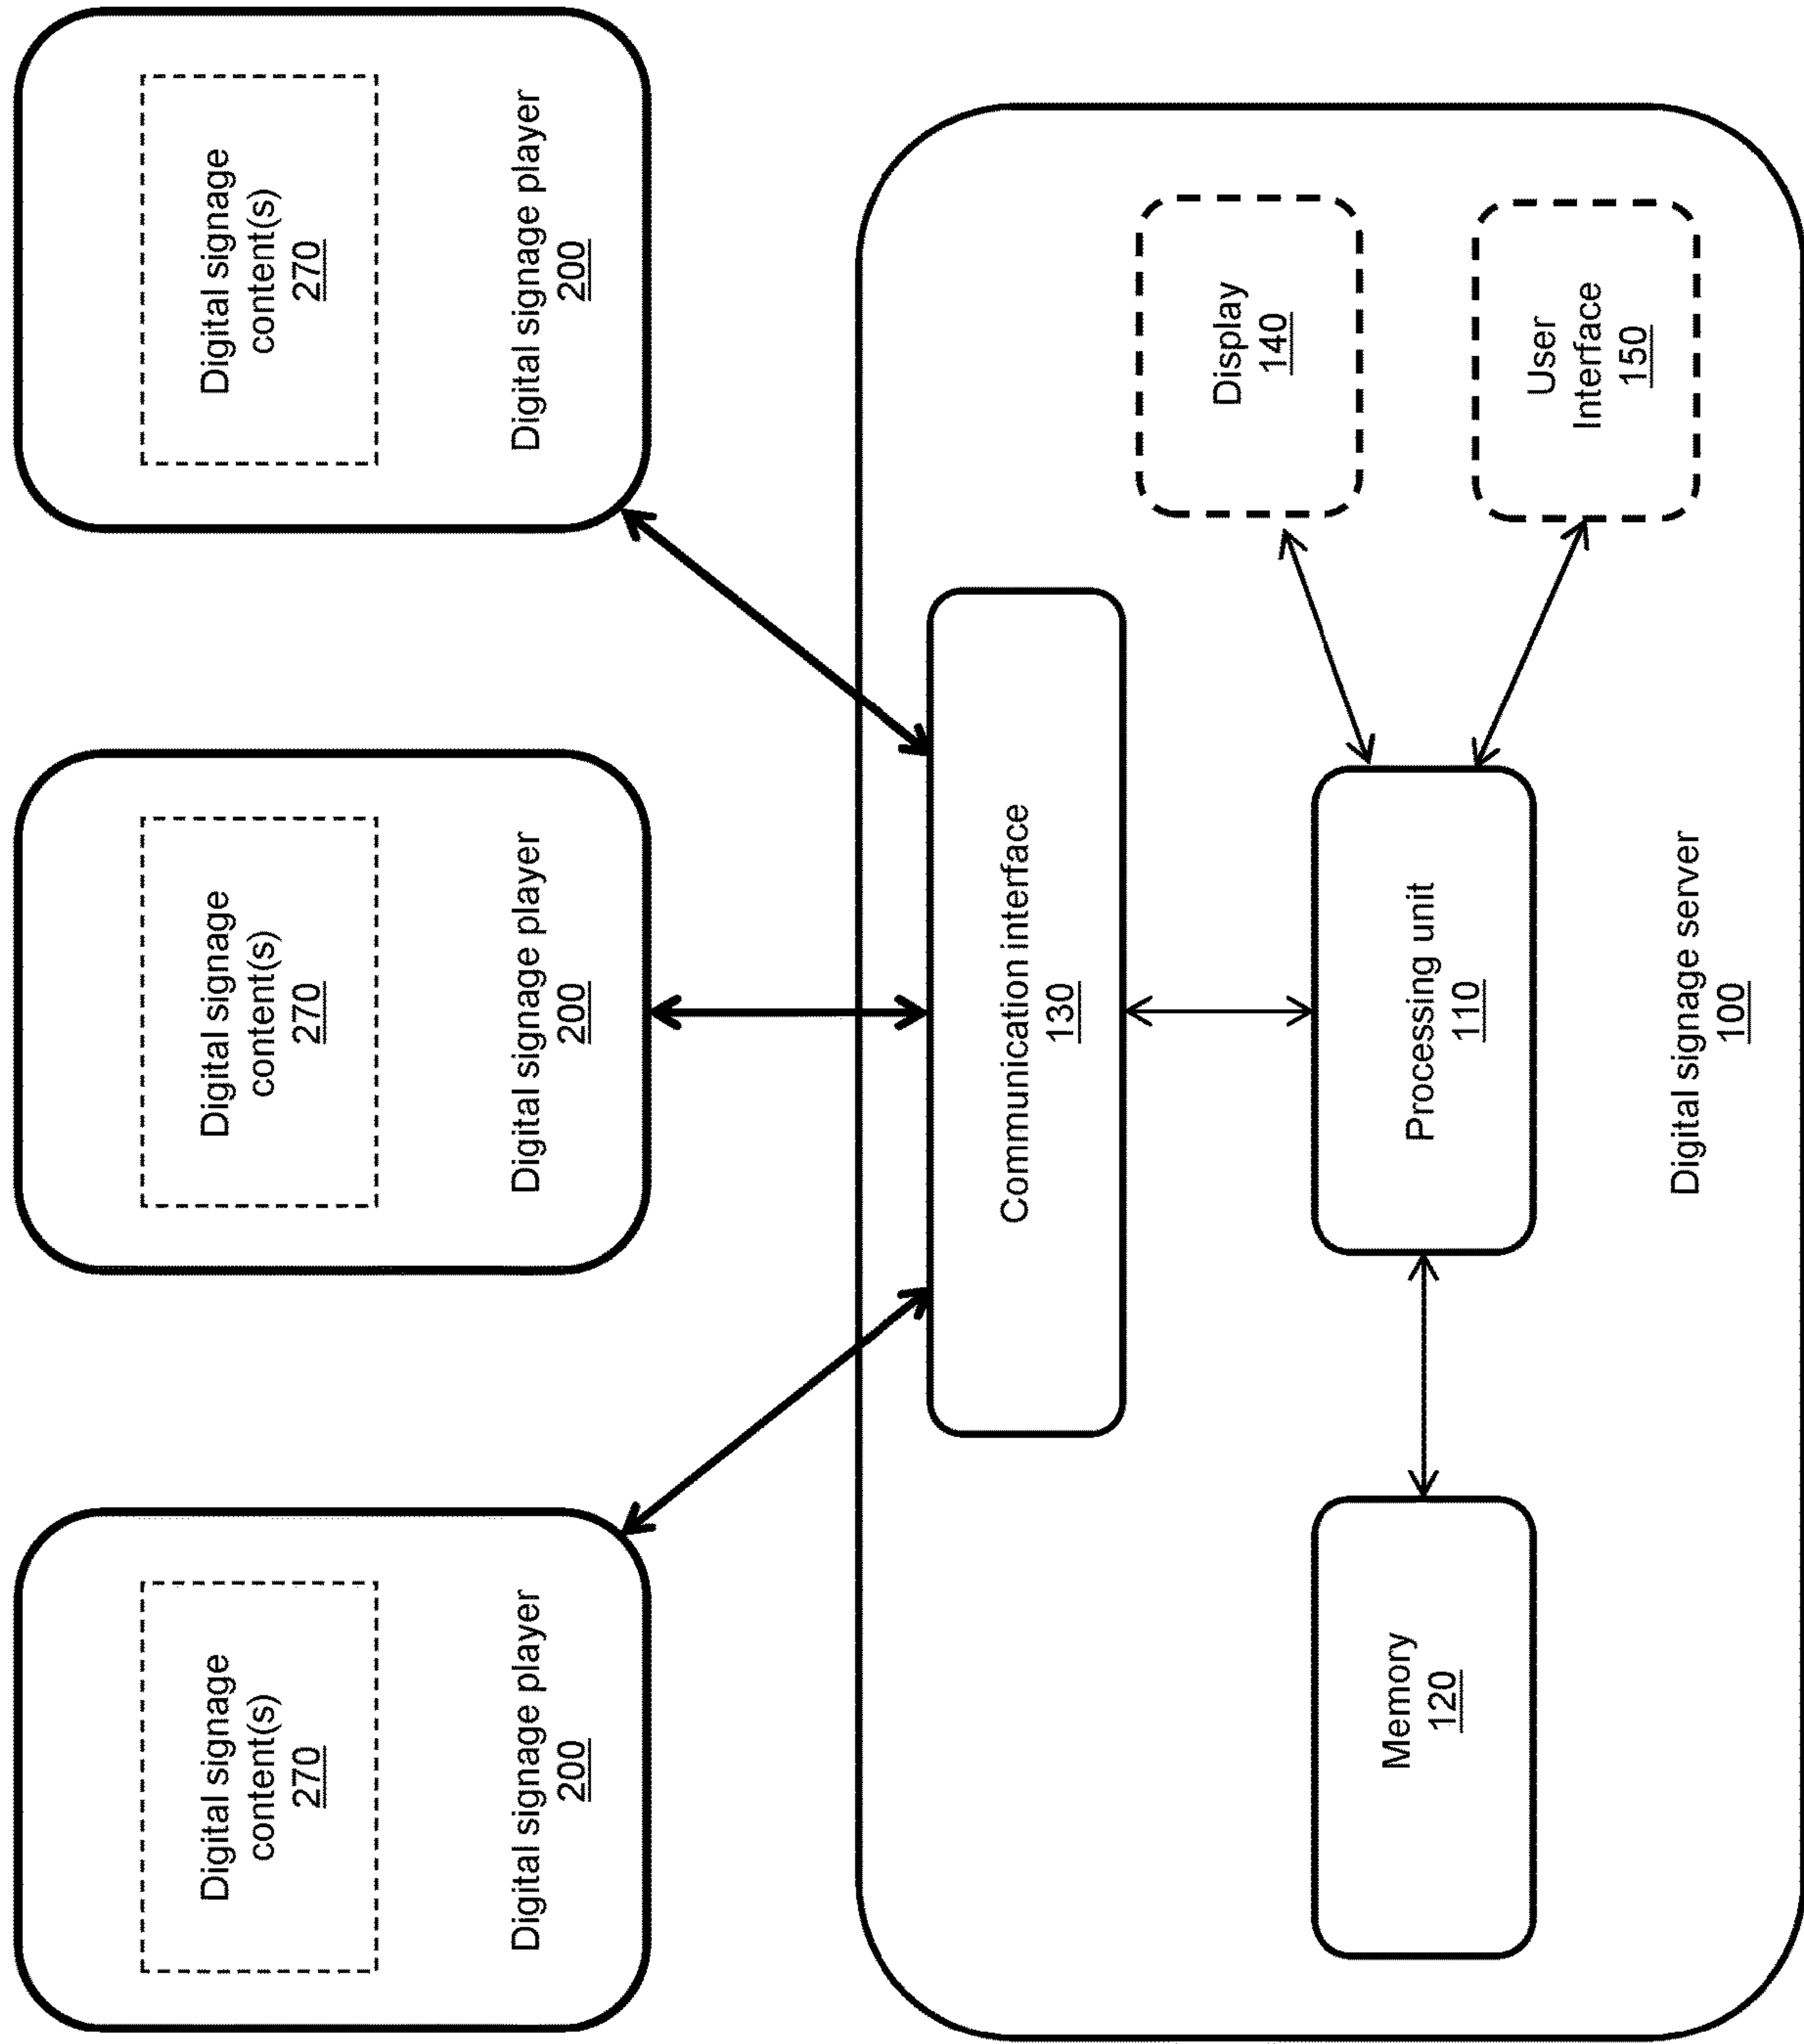 Digital signage
content(s)
270
Digital signage player
200
Digital signage
content(s)
270
Digital signage player
200
Digital signage
content(s)
270
Digital signage player
200
Communication interface
130
Memory
120
Processing unit
110
Display
140
User
Interface
150
Digital signage server
100